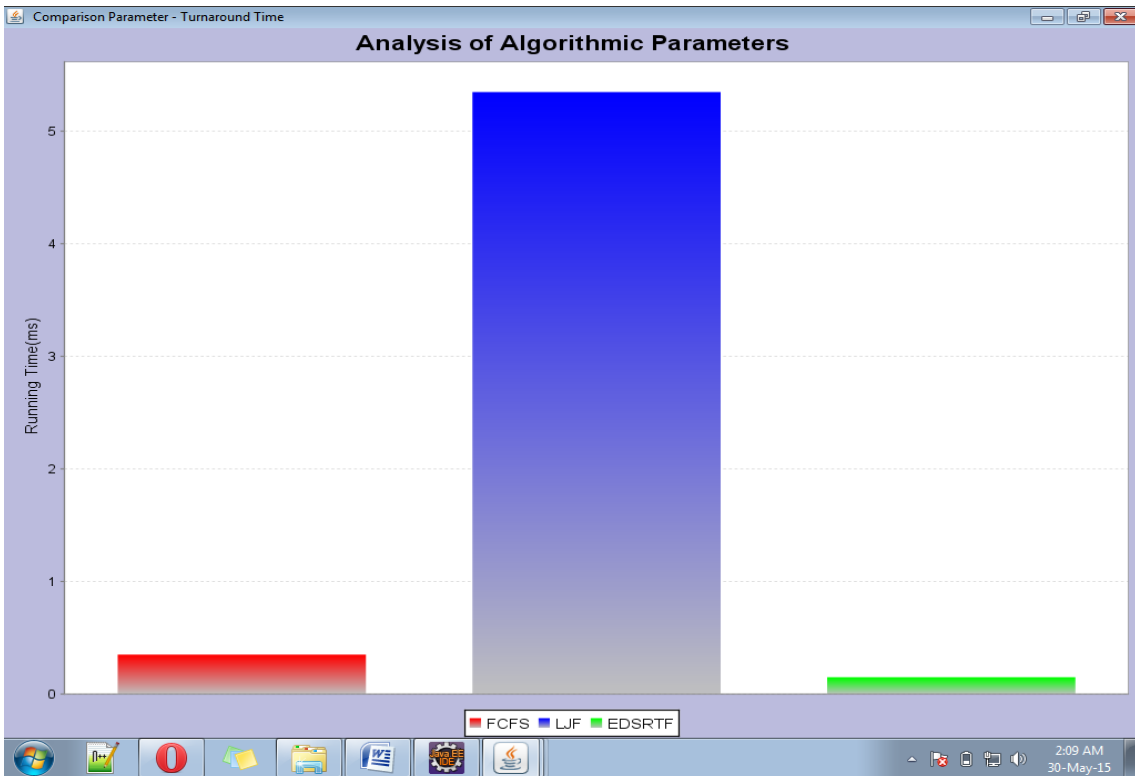 Comparison Parameter - Turnaround Time
Analysis of Algorithmic Parameters
Running Time(ms)
5
4
3
2
1
0
FCFS LJF EDSRTF
Java EE
IDE
2:09 AM
30-May-15